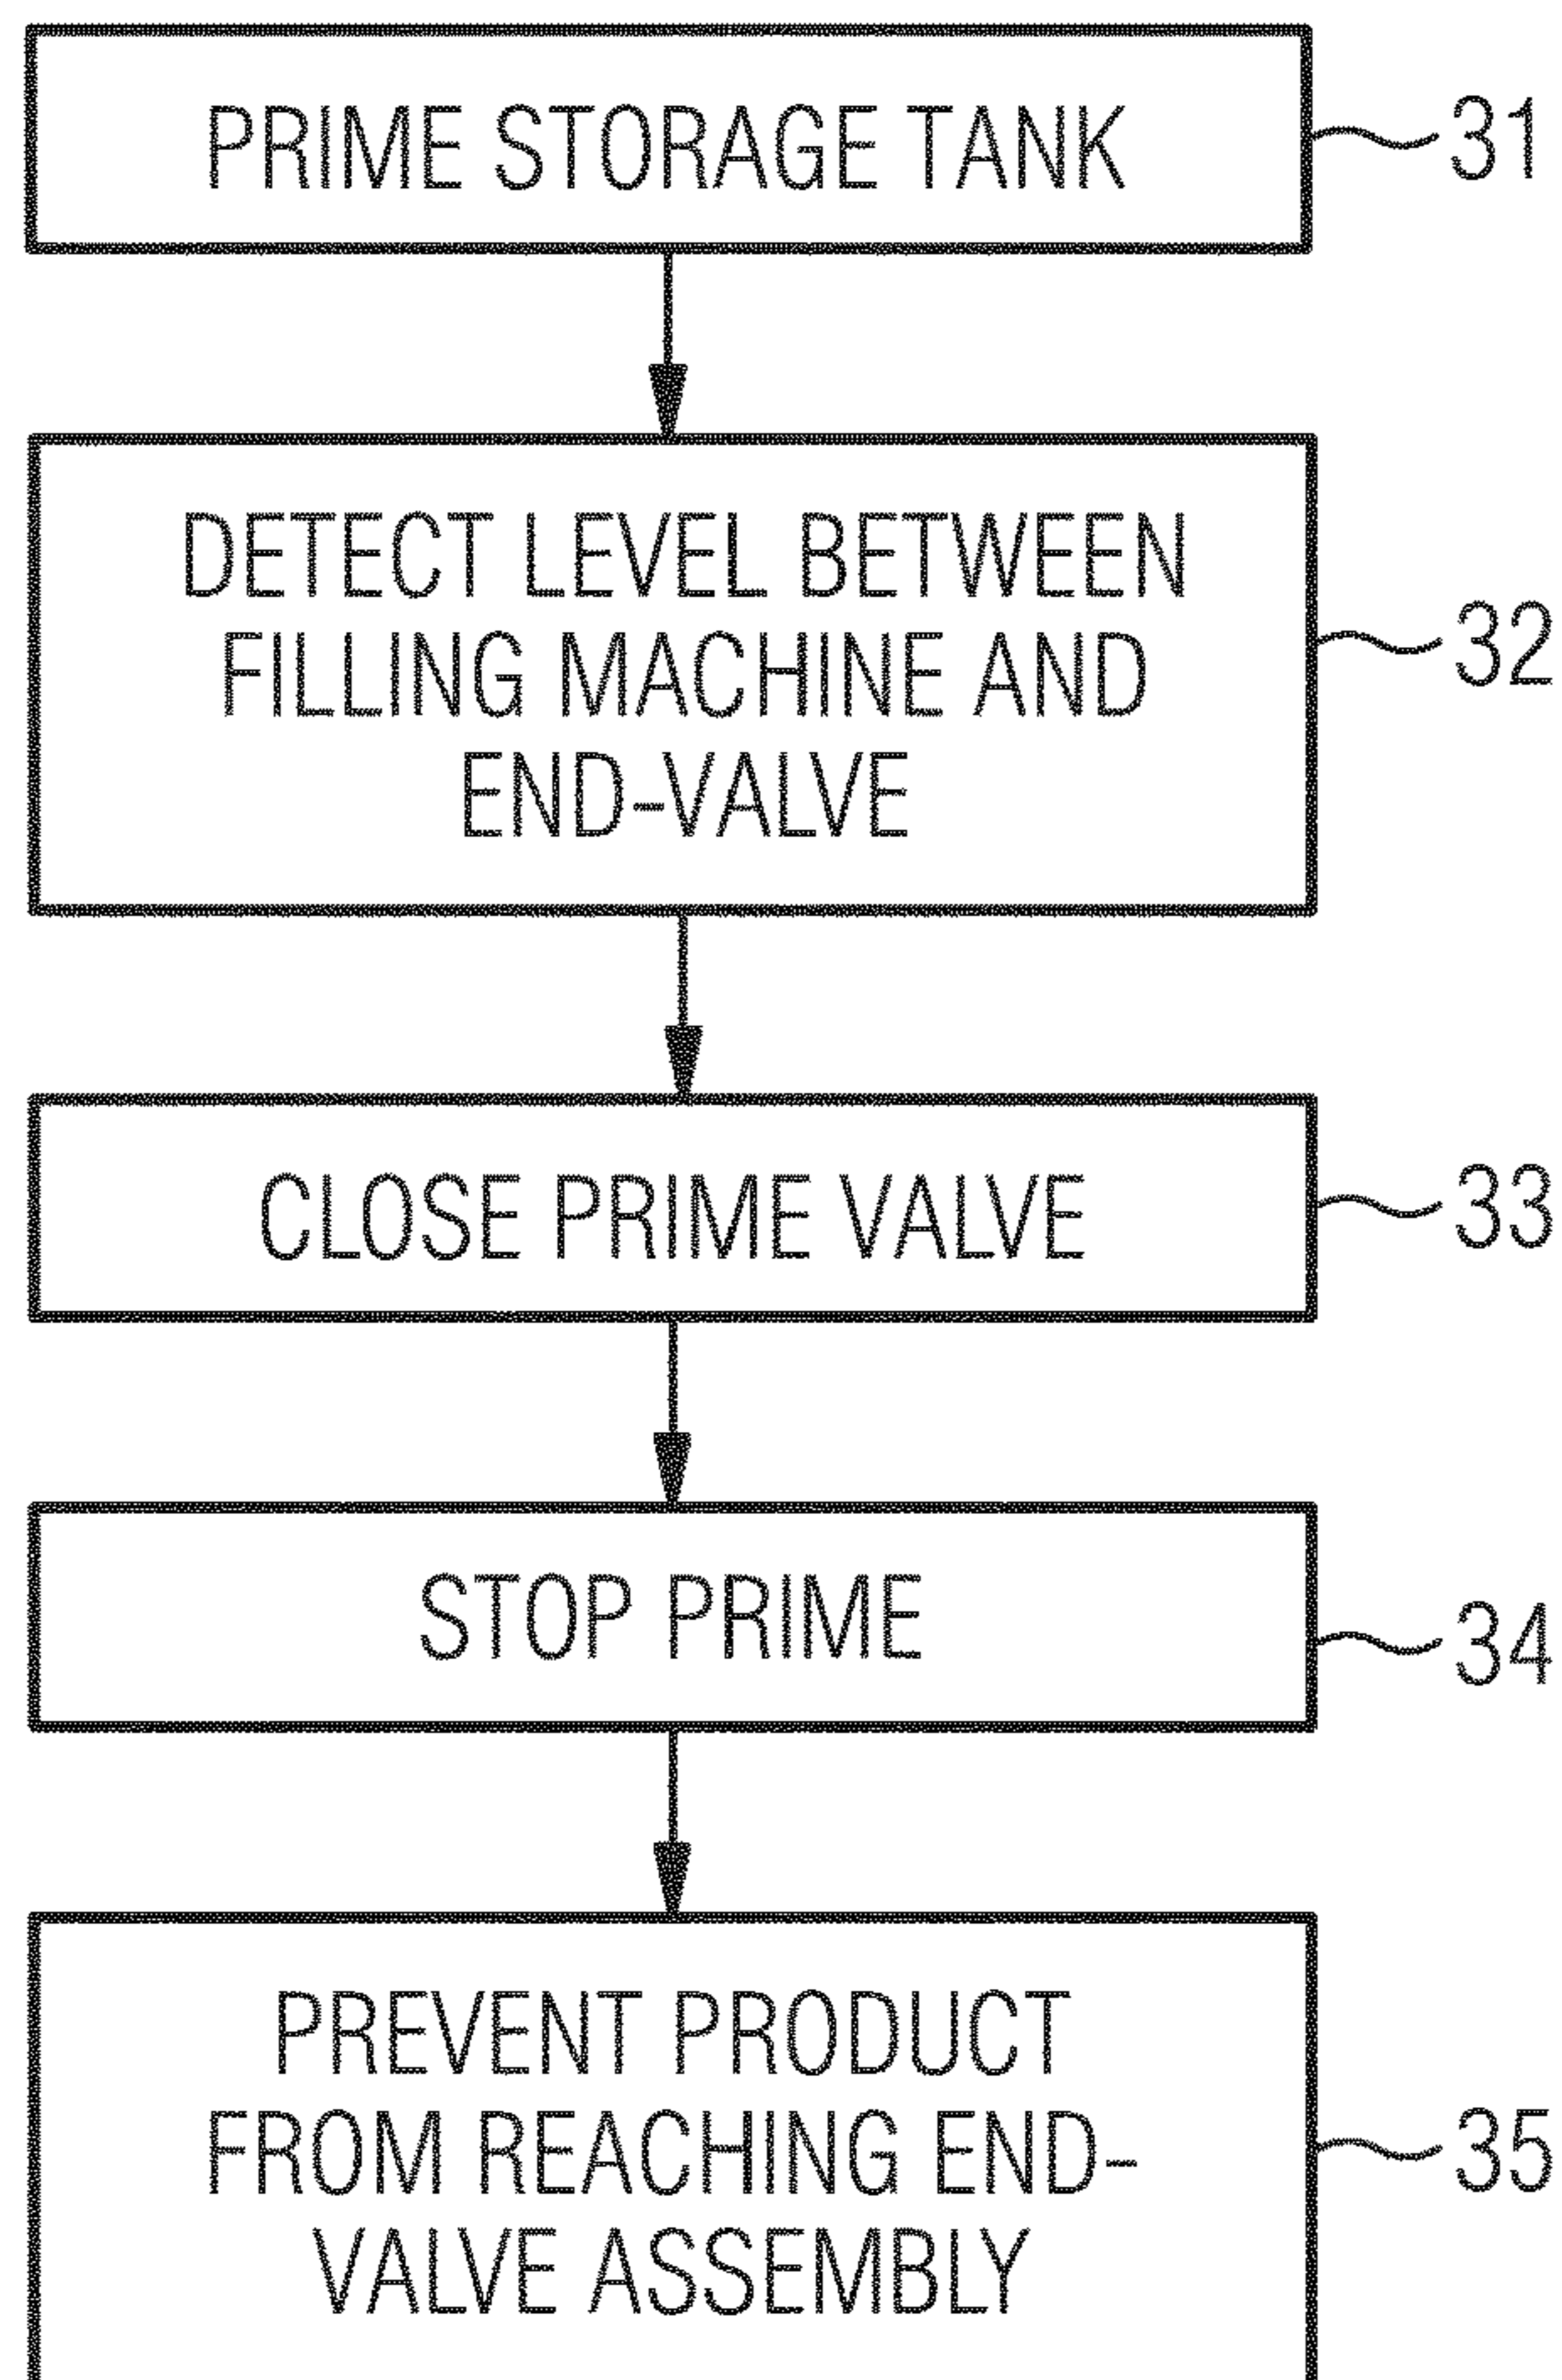 PRIME STORAGE TANK
31
DETECT LEVEL BETWEEN
FILLING MACHINE AND
END-VALVE
32
CLOSE PRIME VALVE
33
STOP PRIME
34
PREVENT PRODUCT
FROM REACHING END-
VALVE ASSEMBLY
35